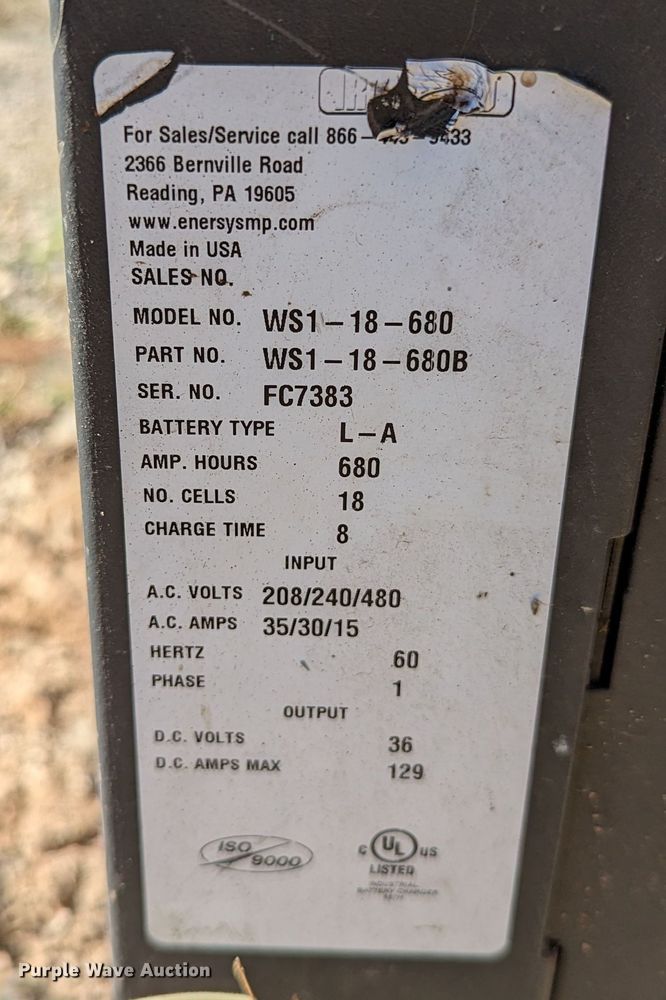 For Sales/Service call 866
2366 Bernville Road
Reading, PA 19605
www.enersysmp.com
Made in USA
SALES NO.
MODEL NO. WS1-18-680
PART NO. WS1-18-680B
SER. NO. FC7383
BATTERY TYPE L-A
AMP. HOURS 680
NO. CELLS 18
CHARGE TIME 8
INPUT
A.C. VOLTS 208/240/480
A.C. AMPS 35/30/15
HERTZ 60
PHASE 1
OUTPUT
D.C. VOLTS 36
D.C. AMPS MAX 129
ISO 9000
C UL US
LISTED
INDUSTRIAL
BATTERY CHARGER
Purple Wave Auction